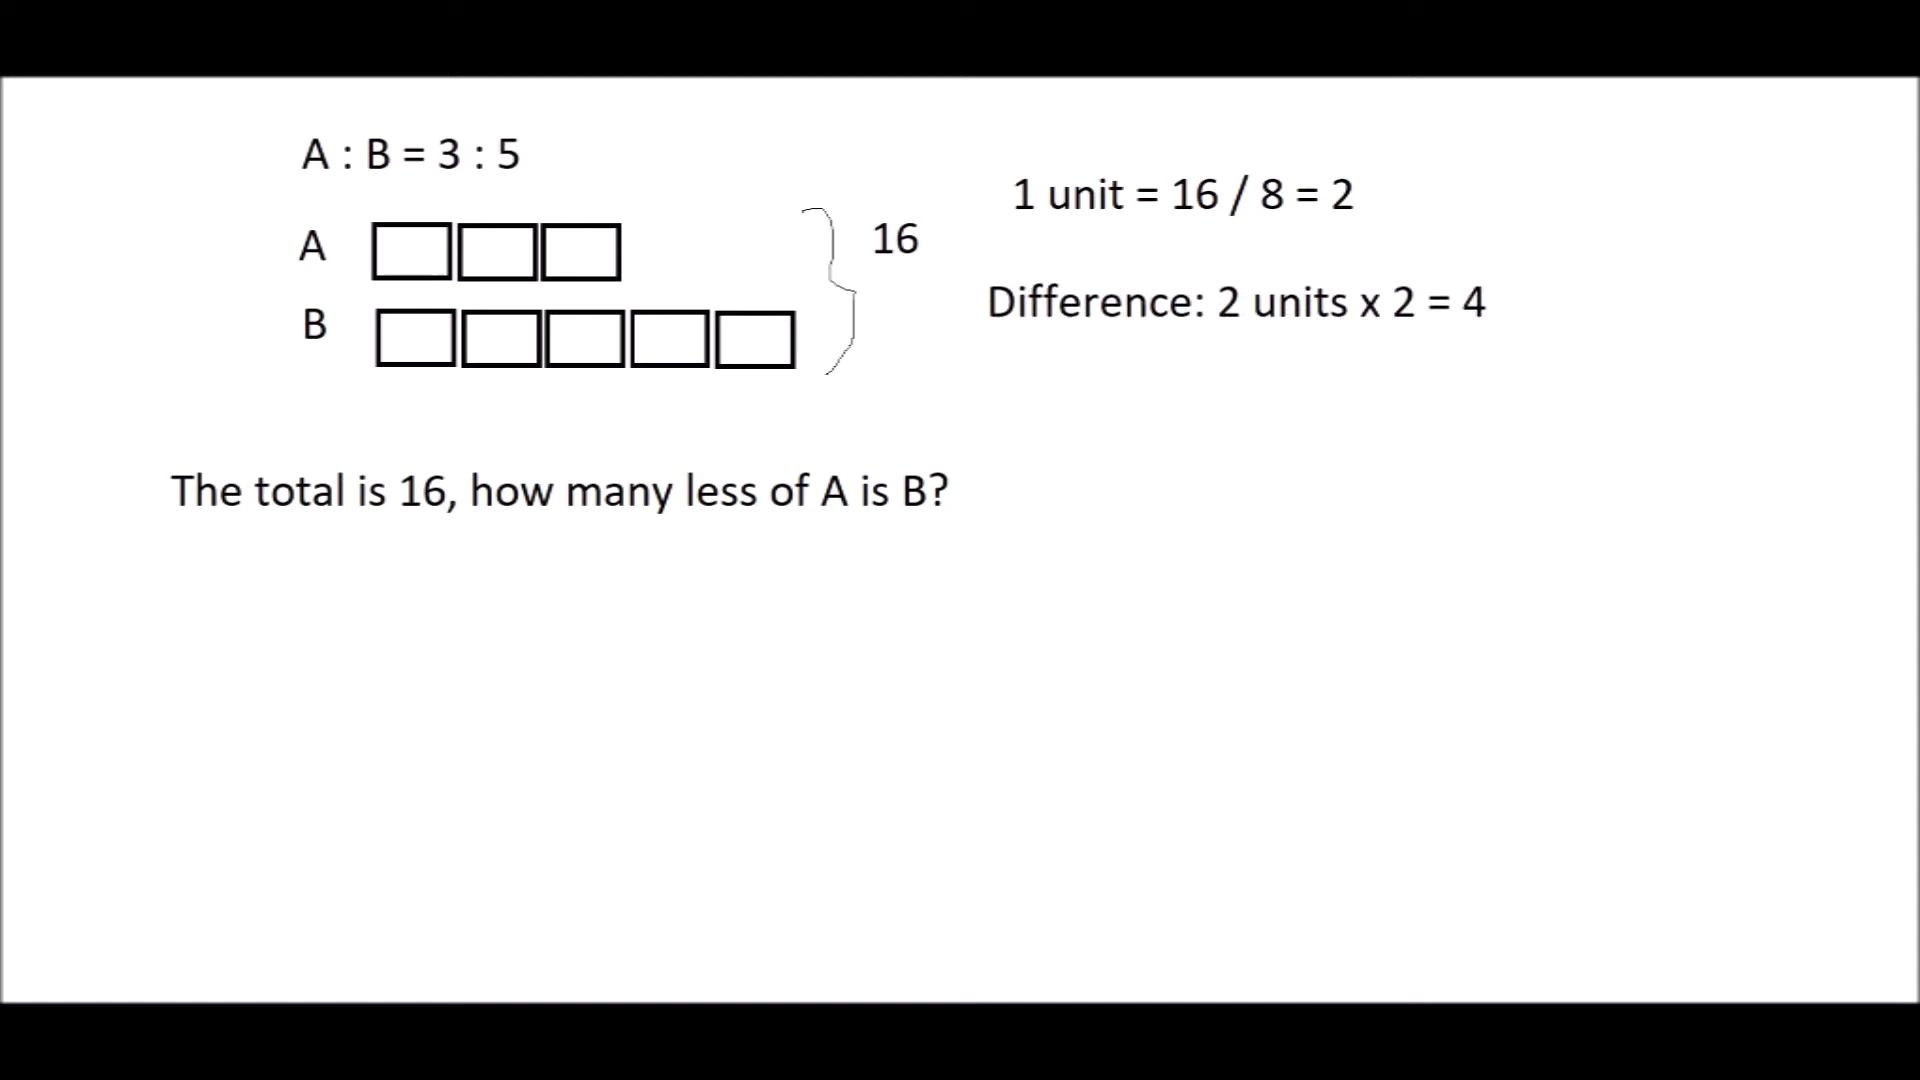 A : B = 3 : 5
A
B
16
1 unit = 16 / 8 = 2
Difference: 2 units x 2 = 4
The total is 16, how many less of A is B?